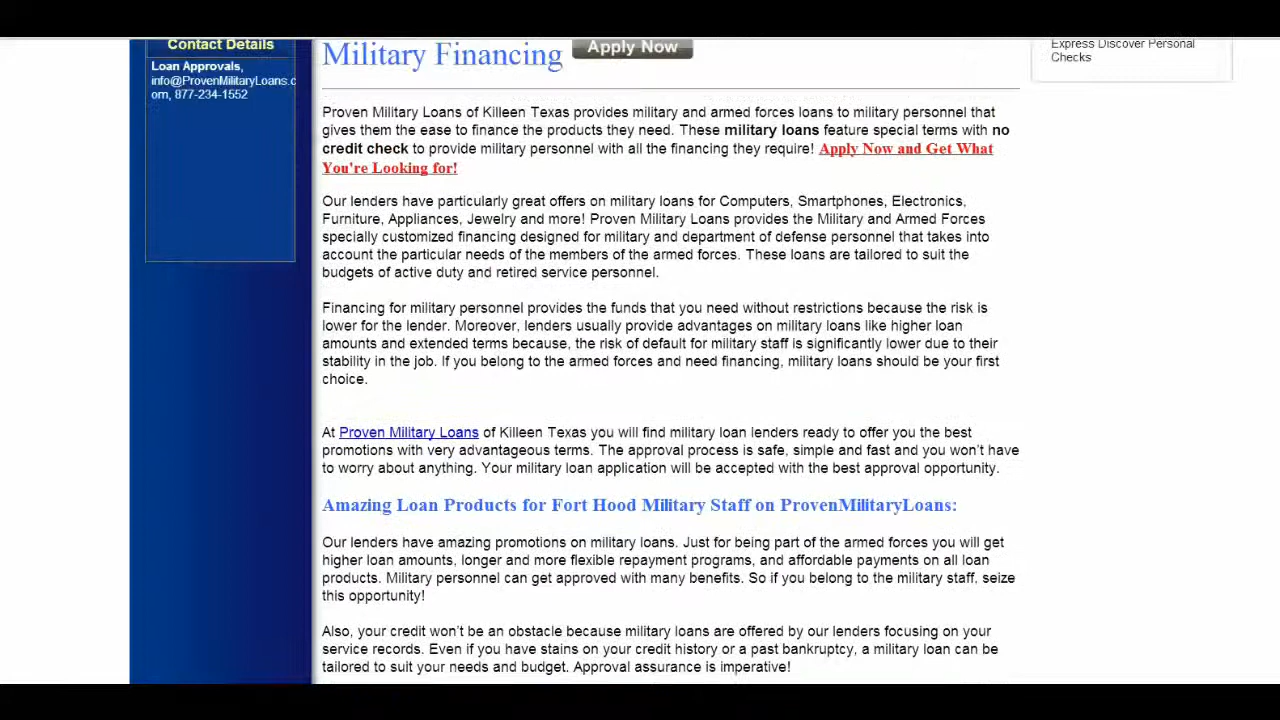 Contact Details
Loan Approvals,
info@ProvenMilitaryLoans.c
om, 877-234-1552
Military Financing
Apply Now
Express Discover Personal
Checks
Proven Military Loans of Killeen Texas provides military and armed forces loans to military personnel that
gives them the ease to finance the products they need. These military loans feature special terms with no
credit check to provide military personnel with all the financing they require! Apply Now and Get What
You're Looking for!
Our lenders have particularly great offers on military loans for Computers, Smartphones, Electronics,
Furniture, Appliances, Jewelry and more! Proven Military Loans provides the Military and Armed Forces
specially customized financing designed for military and department of defense personnel that takes into
account the particular needs of the members of the armed forces. These loans are tailored to suit the
budgets of active duty and retired service personnel.
Financing for military personnel provides the funds that you need without restrictions because the risk is
lower for the lender. Moreover, lenders usually provide advantages on military loans like higher loan
amounts and extended terms because, the risk of default for military staff is significantly lower due to their
stability in the job. If you belong to the armed forces and need financing, military loans should be your first
choice.
At Proven Military Loans of Killeen Texas you will find military loan lenders ready to offer you the best
promotions with very advantageous terms. The approval process is safe, simple and fast and you won't have
to worry about anything. Your military loan application will be accepted with the best approval opportunity.
Amazing Loan Products for Fort Hood Military Staff on ProvenMilitaryLoans:
Our lenders have amazing promotions on military loans. Just for being part of the armed forces you will get
higher loan amounts, longer and more flexible repayment programs, and affordable payments on all loan
products. Military personnel can get approved with many benefits. So if you belong to the military staff, seize
this opportunity!
Also, your credit won't be an obstacle because military loans are offered by our lenders focusing on your
service records. Even if you have stains on your credit history or a past bankruptcy, a military loan can be
tailored to suit your needs and budget. Approval assurance is imperative!